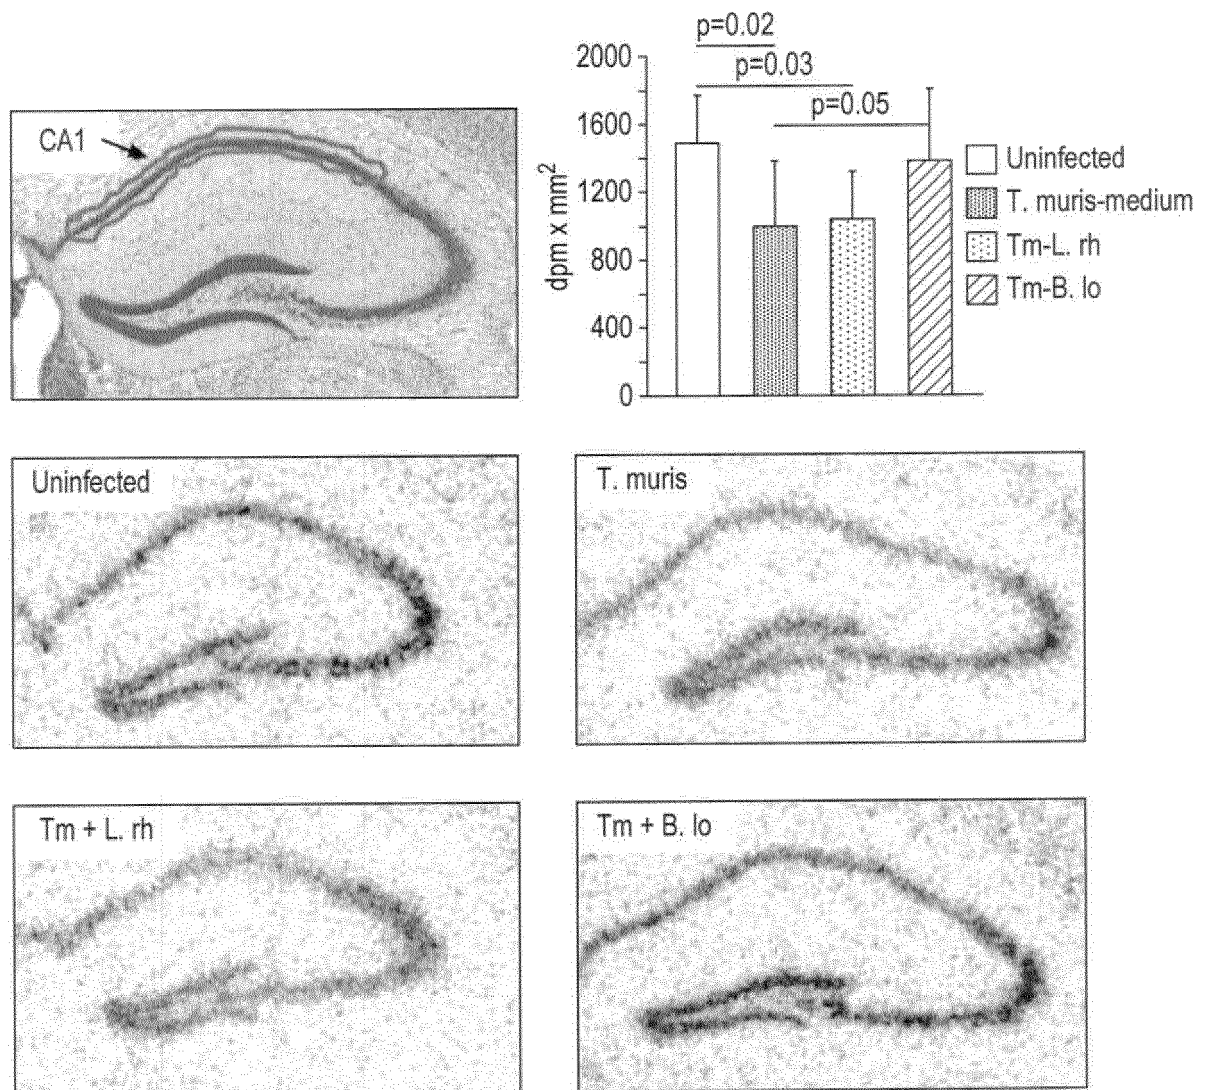 CA1
p=0.02
p=0.03
p=0.05
2000
1600
1200
800
400
0
dpm x mm²
Uninfected
T. muris-medium
Tm-L. rh
Tm-B. lo
Uninfected
T. muris
Tm + L. rh
Tm + B. lo